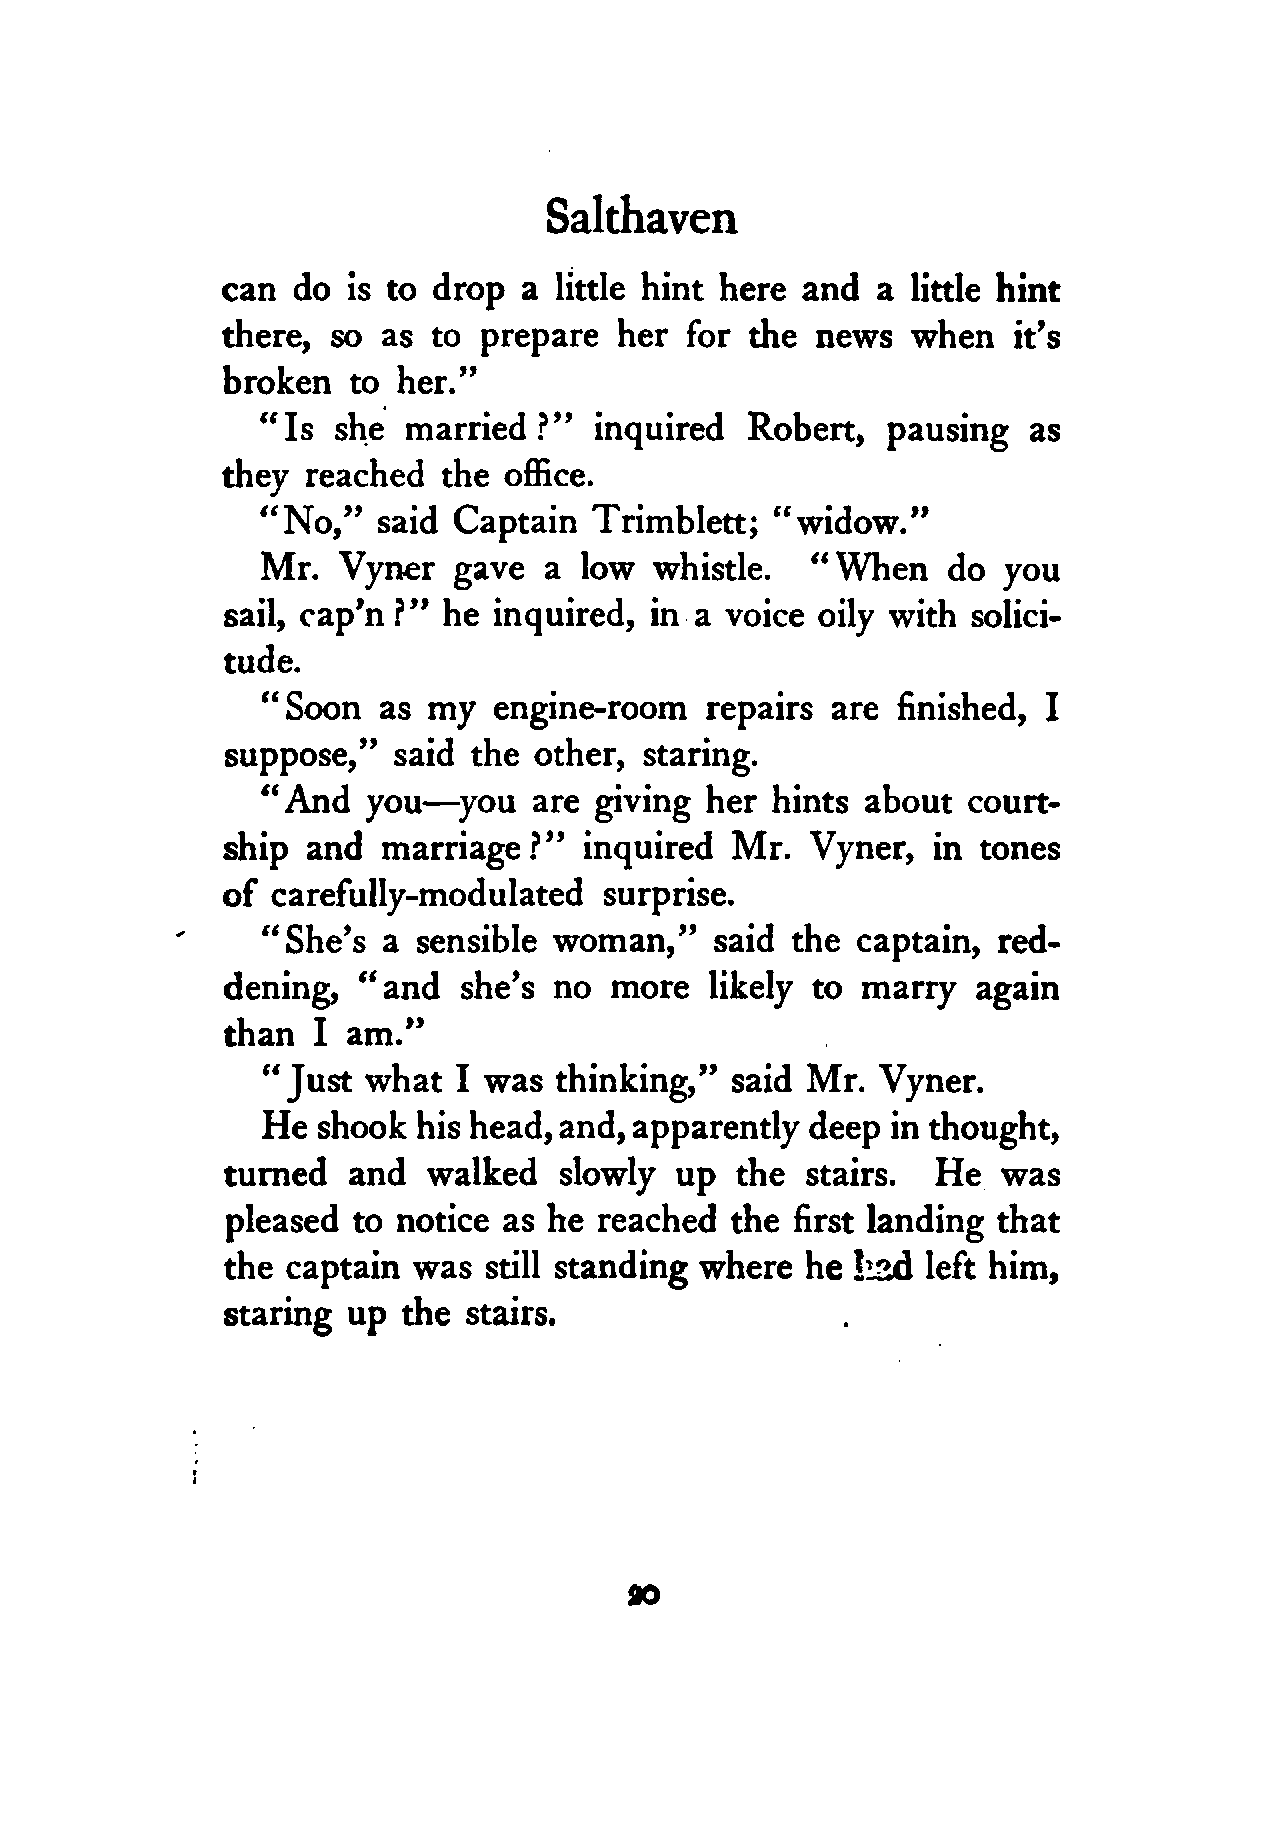 Salthaven
can do is to drop a little hint here and a little hint
there, so as to prepare her for the news when it's
broken to her."
"Is she married?" inquired Robert, pausing as
they reached the office.
"No," said Captain Trimblett; "widow."
Mr. Vyner gave a low whistle. "When do you
sail, cap'n?" he inquired, in a voice oily with solici-
tude.
"Soon as my engine-room repairs are finished, I
suppose," said the other, staring.
"And you—you are giving her hints about court-
ship and marriage?" inquired Mr. Vyner, in tones
of carefully-modulated surprise.
"She's a sensible woman," said the captain, red-
dening, "and she's no more likely to marry again
than I am."
"Just what I was thinking," said Mr. Vyner.
He shook his head, and, apparently deep in thought,
turned and walked slowly up the stairs. He was
pleased to notice as he reached the first landing that
the captain was still standing where he had left him,
staring up the stairs.
20